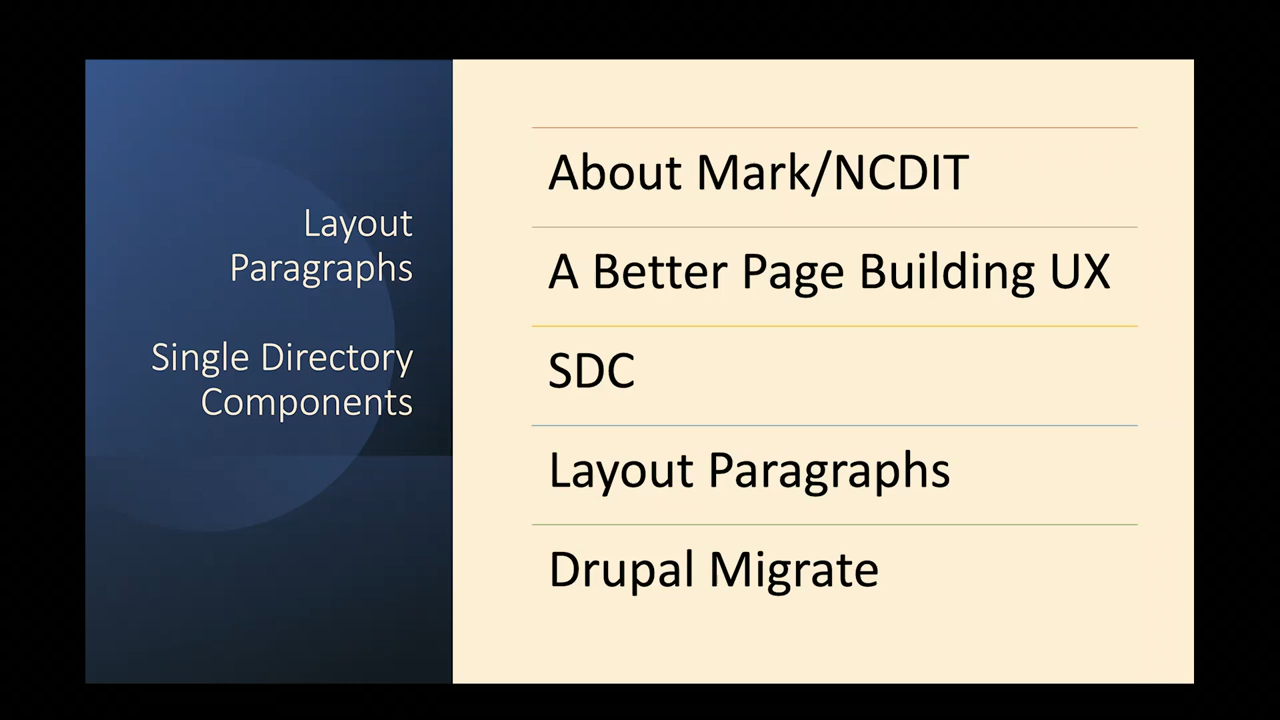 Layout
Paragraphs
Single Directory
Components
About Mark/NCDIT
A Better Page Building UX
SDC
Layout Paragraphs
Drupal Migrate